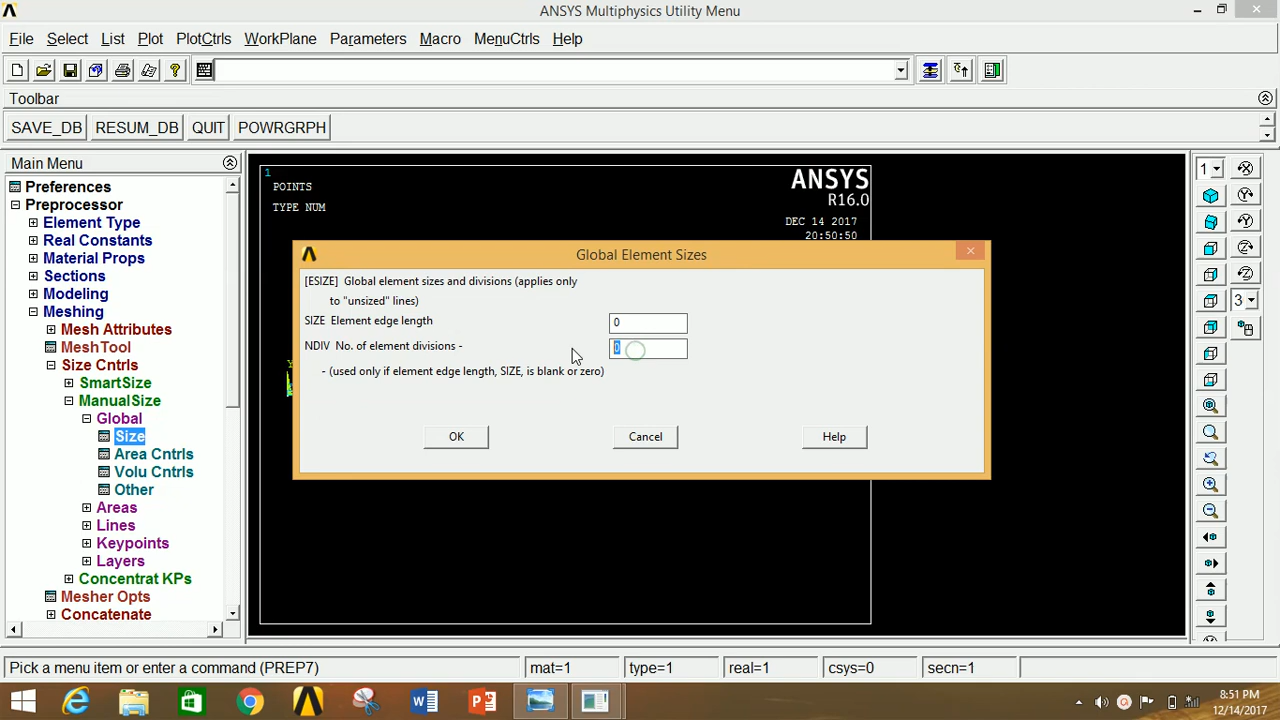 ANSYS Multiphysics Utility Menu
File Select List Plot PlotCtrls WorkPlane Parameters Macro MenuCtrls Help
Toolbar
SAVE_DB RESUM_DB QUIT POWRGRPH
Main Menu
Preferences
Preprocessor
Element Type
Real Constants
Material Props
Sections
Modeling
Meshing
Mesh Attributes
MeshTool
Size Cntrls
SmartSize
ManualSize
Global
Size
Area Cntrls
Volu Cntrls
Other
Areas
Lines
Keypoints
Layers
Concentrat KPs
Mesher Opts
Concatenate
1
POINTS
TYPE NUM
ANSYS
R16.0
DEC 14 2017
20:50:50
Global Element Sizes
[ESIZE] Global element sizes and divisions (applies only
to "unsized" lines)
SIZE Element edge length 0
NDIV No. of element divisions - 0
- (used only if element edge length, SIZE, is blank or zero)
OK Cancel Help
1
3
Pick a menu item or enter a command (PREP7) mat=1 type=1 real=1 csys=0 secn=1
8:51 PM
12/14/2017